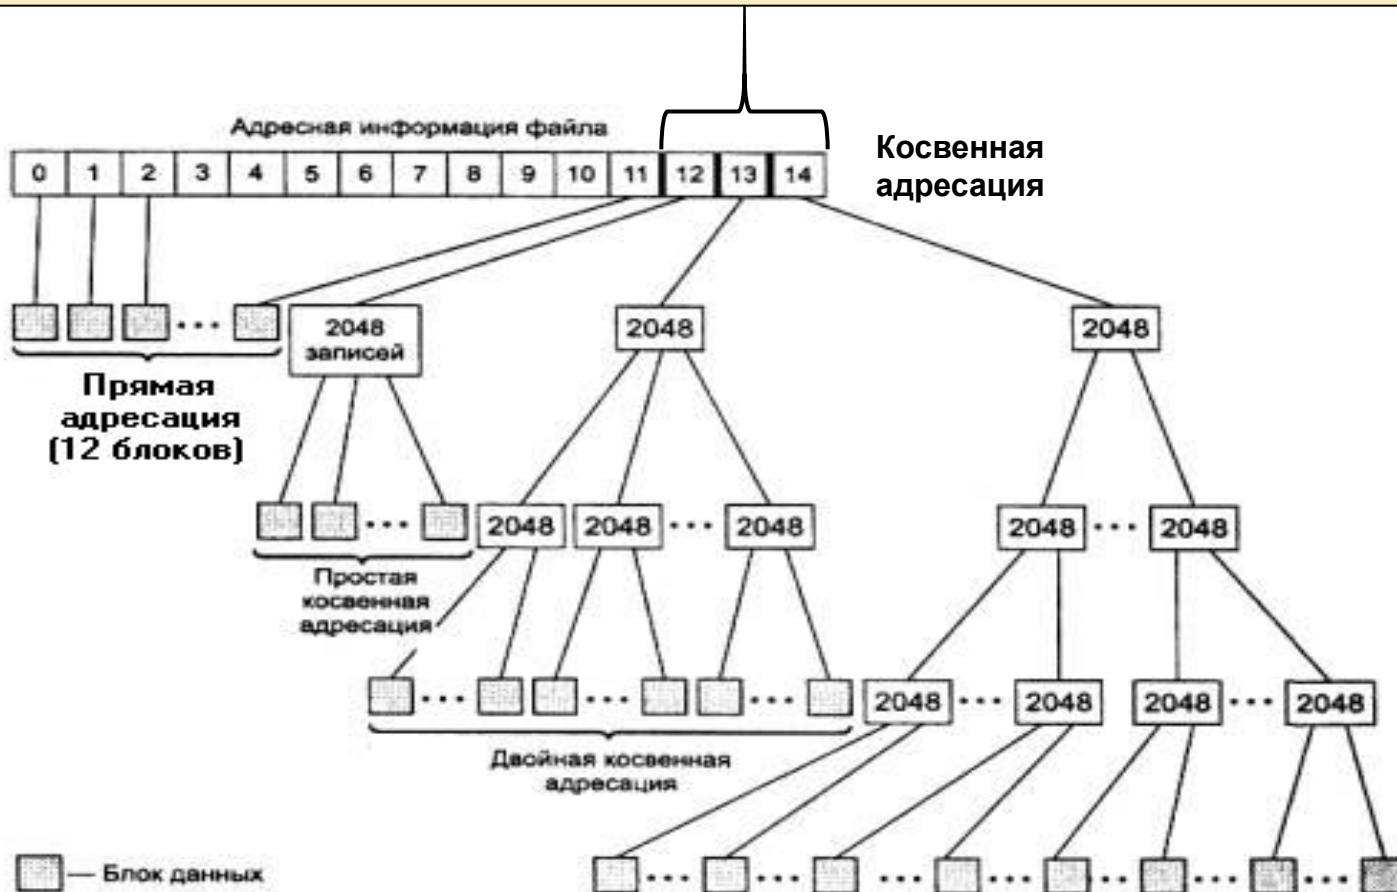 Адресная информация файла
Косвенная
адресация
0 1 2 3 4 5 6 7 8 9 10 11 12 13 14
2048
записей
2048
2048
Прямая
адресация
(12 блоков)
2048 2048 ... 2048
2048 ... 2048
Простая
косвенная
адресация
2048 ... 2048
2048 ... 2048
Двойная косвенная
адресация
— Блок данных